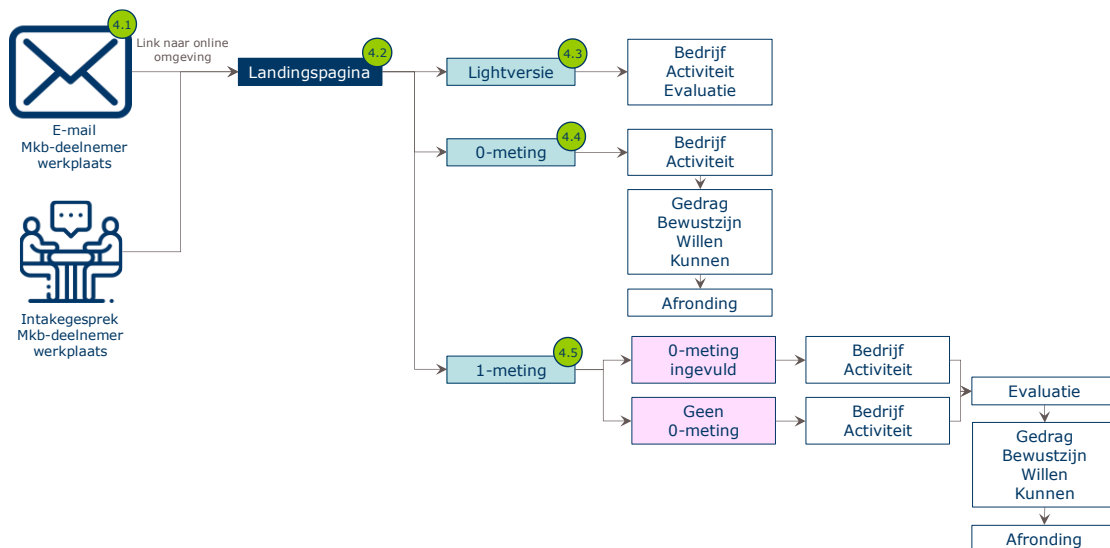 4.1
Link naar online
omgeving
E-mail
Mkb-deelnemer
werkplaats
Intakegesprek
Mkb-deelnemer
werkplaats
4.2
Landingspagina
4.3
Lightversie
Bedrijf
Activiteit
Evaluatie
4.4
0-meting
Bedrijf
Activiteit
Gedrag
Bewustzijn
Willen
Kunnen
Afronding
4.5
1-meting
0-meting
ingevuld
Bedrijf
Activiteit
Geen
0-meting
Bedrijf
Activiteit
Evaluatie
Gedrag
Bewustzijn
Willen
Kunnen
Afronding